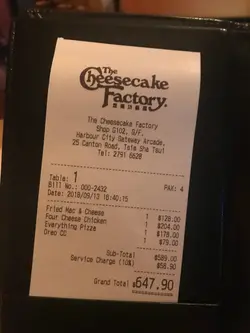 The
Cheesecake
Factory.
The Cheesecake Factory
Shop G102, G/F,
Harbour City Gateway Arcade,
25 Canton Road, Tsim Sha Tsui
Tel: 2791 6628
Table: 1 PAX: 4
Bill No.: 000-2432
Date: 2018/09/13 16:40:15
Fried Mac & Cheese 1 $128.00
Four Cheese Chicken 1 $204.00
Everything Pizza 1 $178.00
Oreo CC 1 $79.00
Sub-Total $589.00
Service Charge (10%) $58.90
Grand Total $647.90